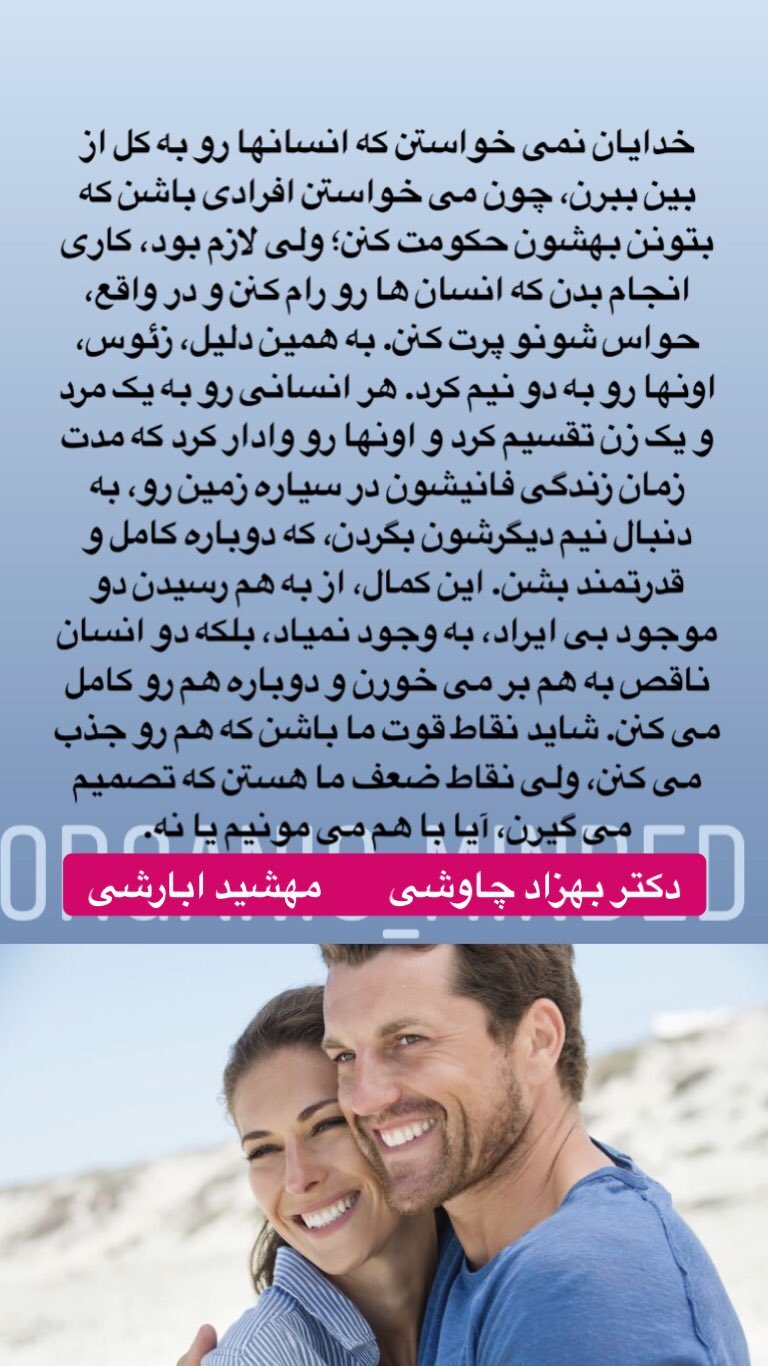 خدایان نمی خواستن که انسانها رو به کل از
بین ببرن، چون می خواستن افرادی باشن که
بتونن بهشون حکومت کنن؛ ولی لازم بود، کاری
انجام بدن که انسان ها رو رام کنن و در واقع،
حواس شونو پرت کنن. به همین دلیل، زئوس،
اونها رو به دو نیم کرد. هر انسانی رو به یک مرد
و یک زن تقسیم کرد و اونها رو وادار کرد که مدت
زمان زندگی فانیشون در سیاره زمین رو، به
دنبال نیم دیگرشون بگردن، که دوباره کامل و
قدرتمند بشن. این کمال، از به هم رسیدن دو
موجود بی ایراد، به وجود نمیاد، بلکه دو انسان
ناقص به هم بر می خورن و دوباره هم رو کامل
می کنن. شاید نقاط قوت ما باشن که هم رو جذب
می کنن، ولی نقاط ضعف ما هستن که تصمیم
می گیرن، آیا با هم می مونیم یا نه.
ORGANIC_MINDED
دکتر بهزاد چاوشی مهشید ابارشی